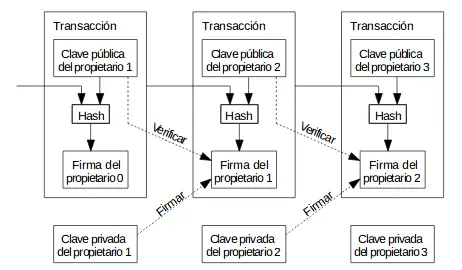 Transacción
Clave pública
del propietario 1
Hash
Firma del
propietario 0
Clave privada
del propietario 1
Transacción
Clave pública
del propietario 2
Hash
Verificar
Firma del
propietario 1
Firmar
Clave privada
del propietario 2
Transacción
Clave pública
del propietario 3
Hash
Verificar
Firma del
propietario 2
Firmar
Clave privada
del propietario 3